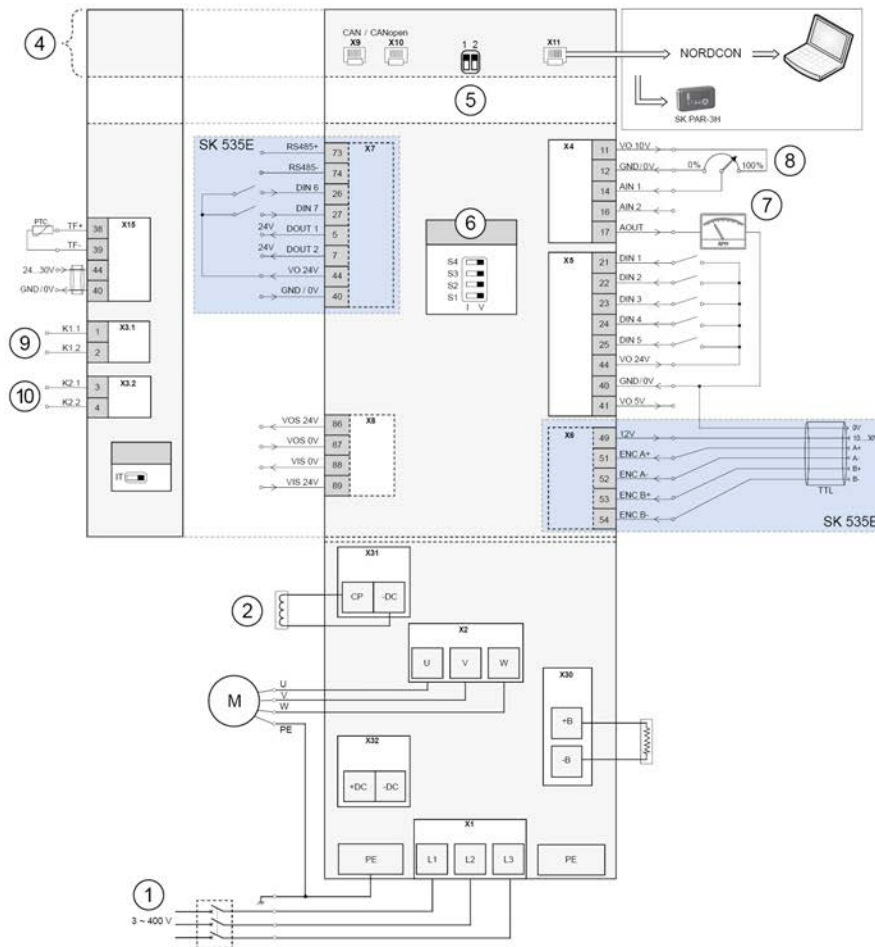 4
CAN / CANopen
X9 X10 1 2 X11
NORDCON
SK PAR-3H
5
SK 535E
RS485+ 73 X7
RS485- 74
DIN 6 26
DIN 7 27
24V DOUT 1 5
24V DOUT 2 7
VO 24V 44
GND / 0V 40
X4 11 VO 10V
12 GND/0V 0% 100% 8
14 AIN 1
16 AIN 2
17 AOUT 7
6
S4
S3
S2
S1
I V
X5 21 DIN 1
22 DIN 2
23 DIN 3
24 DIN 4
25 DIN 5
44 VO 24V
40 GND/0V
41 VO 5V
PTC TF+ 38 X15
TF- 39
24...30V 44
GND/0V 40
9 K1.1 1 X3.1
K1.2 2
10 K2.1 3 X3.2
K2.2 4
IT
VOS 24V 86 X8
VOS 0V 87
VIS 0V 88
VIS 24V 89
X6 49 12V
51 ENC A+
52 ENC A-
53 ENC B+
54 ENC B-
0V
A+
A-
B+
B-
TTL
SK 535E
X31
2 CP -DC
X2
U V W
M U
V
W
PE
X30
+B
-B
X32
+DC -DC
X1
PE L1 L2 L3 PE
1
3 ~ 400 V